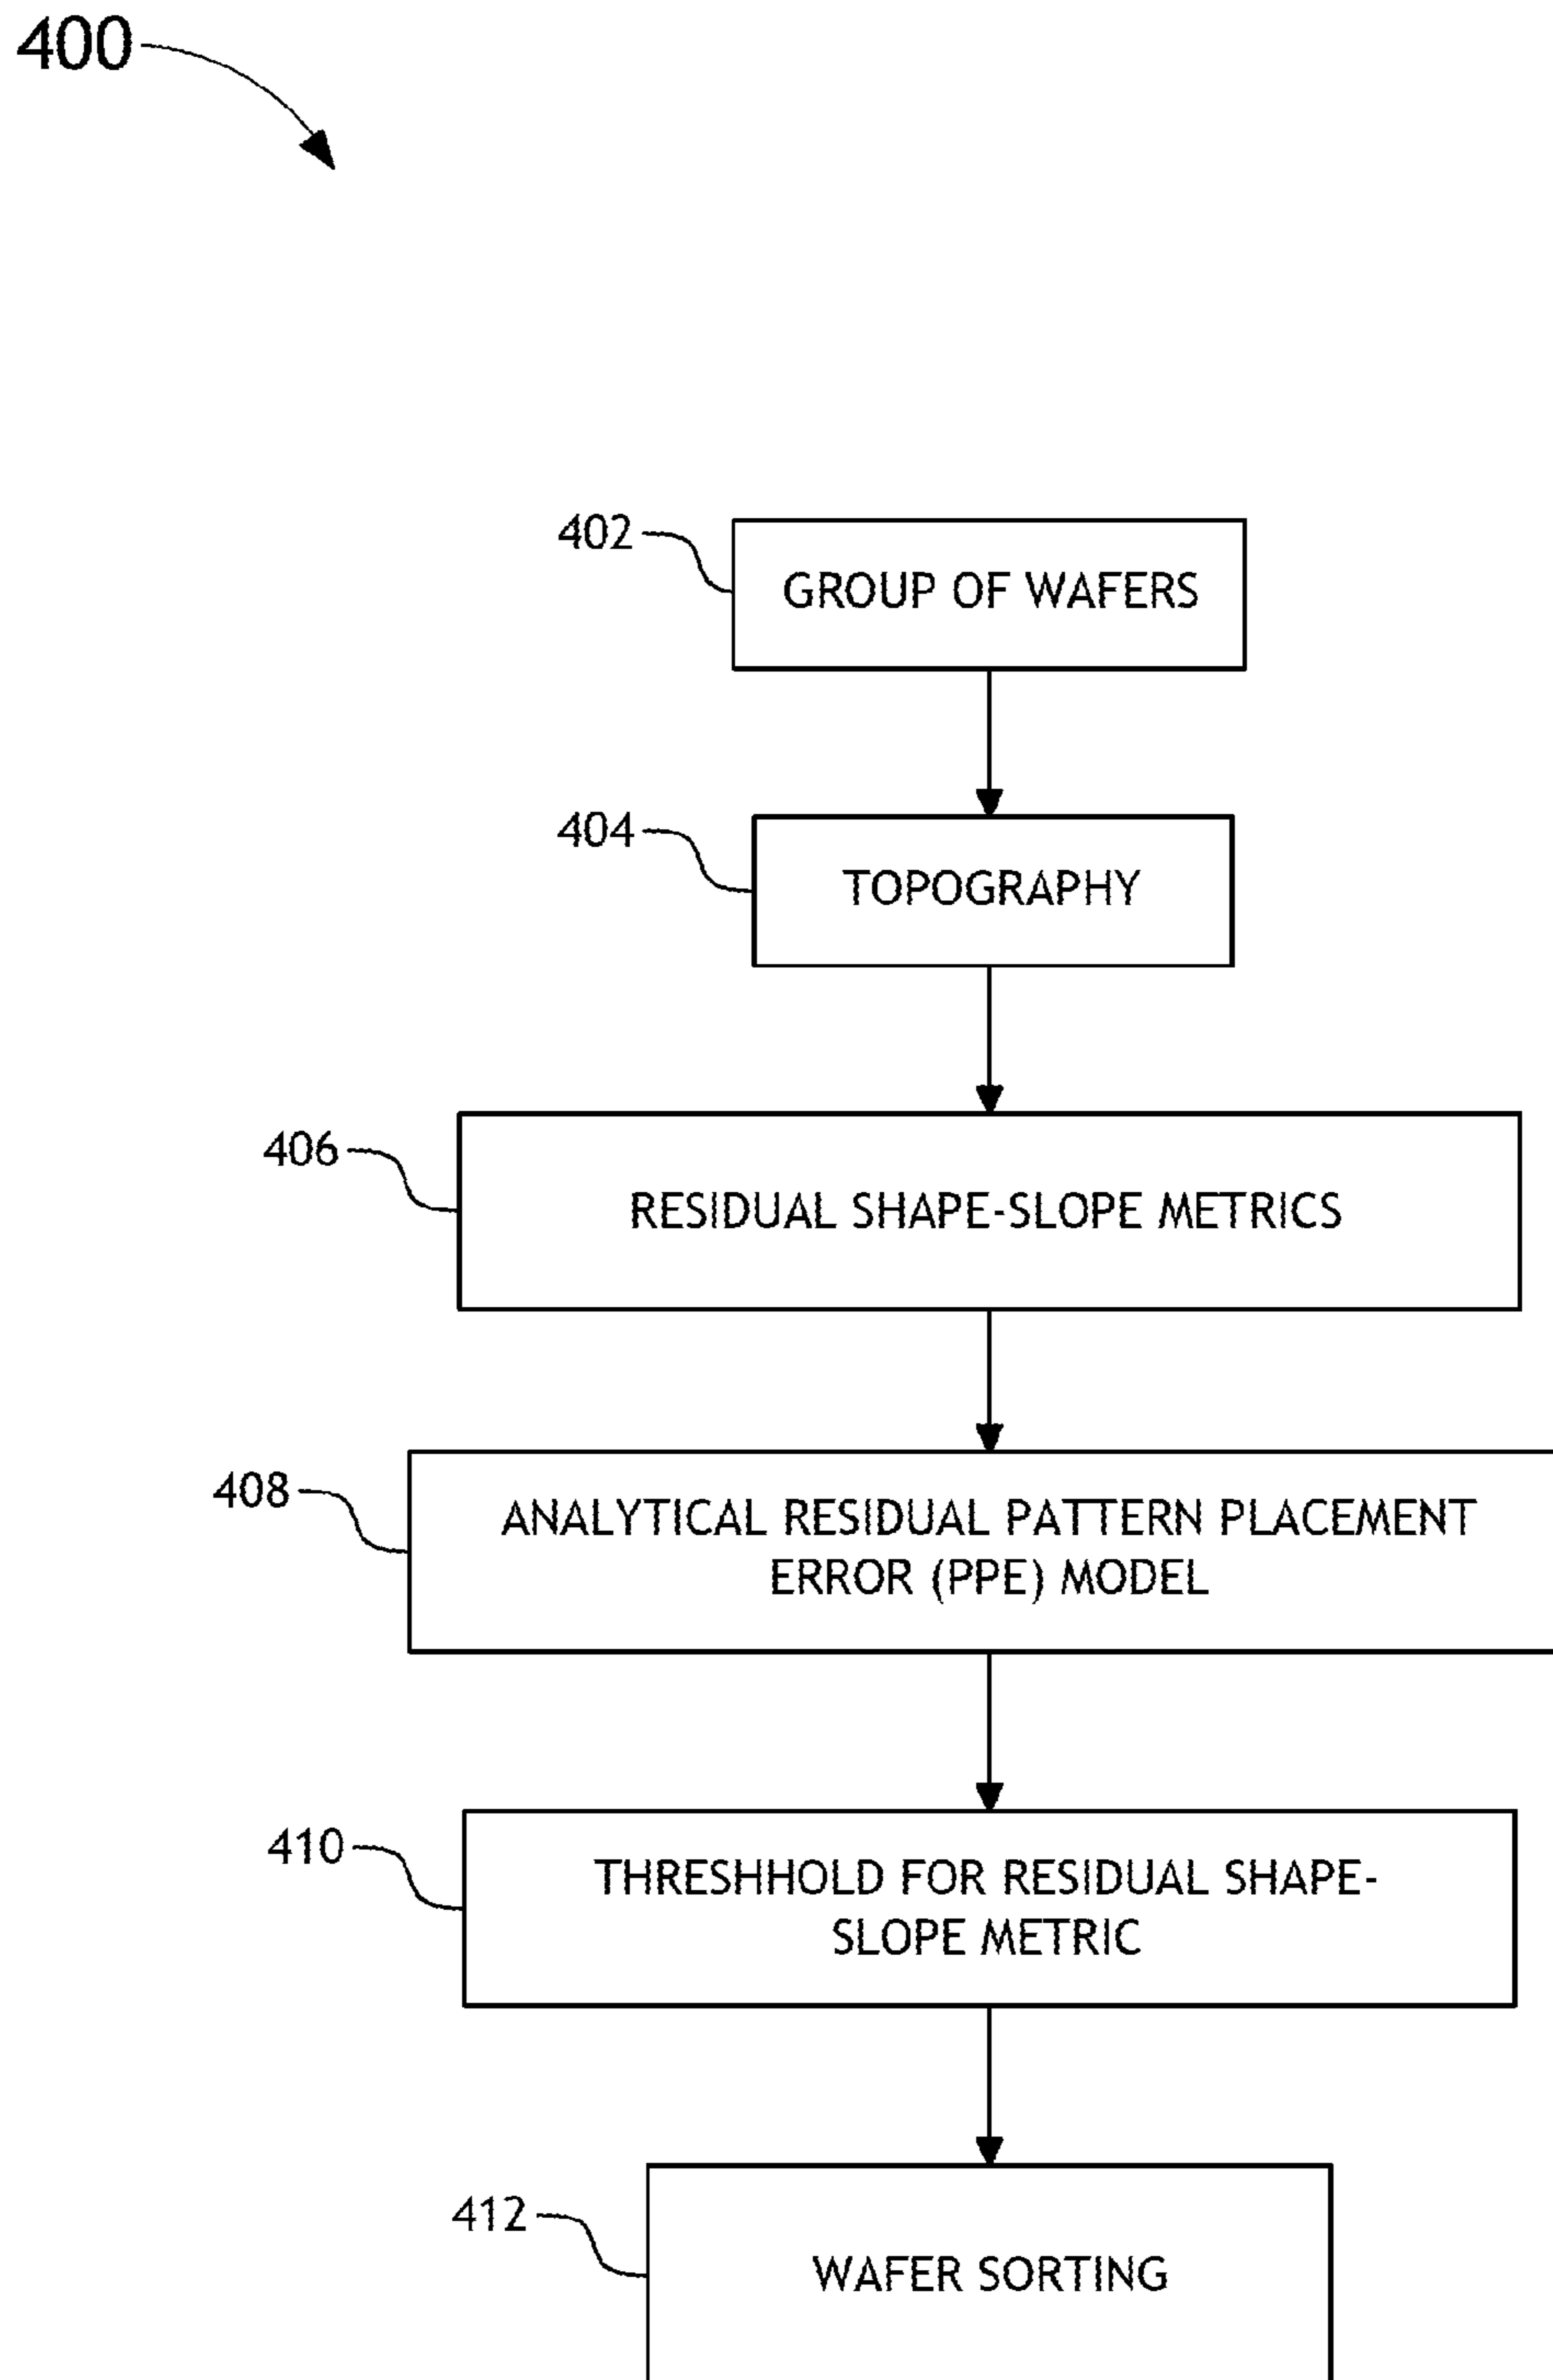 400
402
GROUP OF WAFERS
404
TOPOGRAPHY
406
RESIDUAL SHAPE-SLOPE METRICS
408
ANALYTICAL RESIDUAL PATTERN PLACEMENT
ERROR (PPE) MODEL
410
THRESHHOLD FOR RESIDUAL SHAPE-
SLOPE METRIC
412
WAFER SORTING